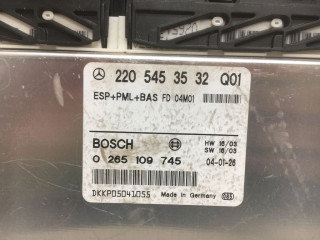 220 545 35 32 Q01
ESP+PML+BAS FD 04M01
BOSCH
HW 16/03
SW 16/03
0 265 109 745
04-01-26
DKKP05041055
Made in Germany